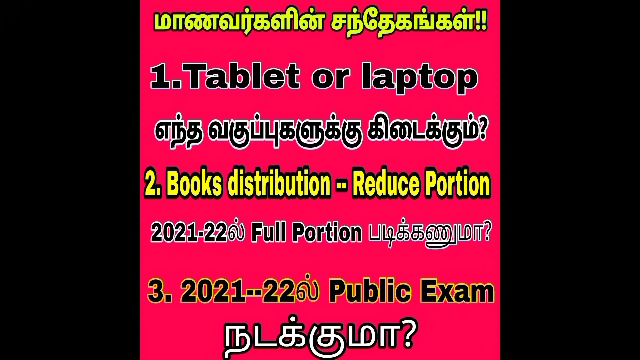 மாணவர்களின் சந்தேகங்கள்!!
1.Tablet or laptop
எந்த வகுப்புகளுக்கு கிடைக்கும்?
2. Books distribution -- Reduce Portion
2021-22ல் Full Portion படிக்கணுமா?
3. 2021--22ல் Public Exam
நடக்குமா?